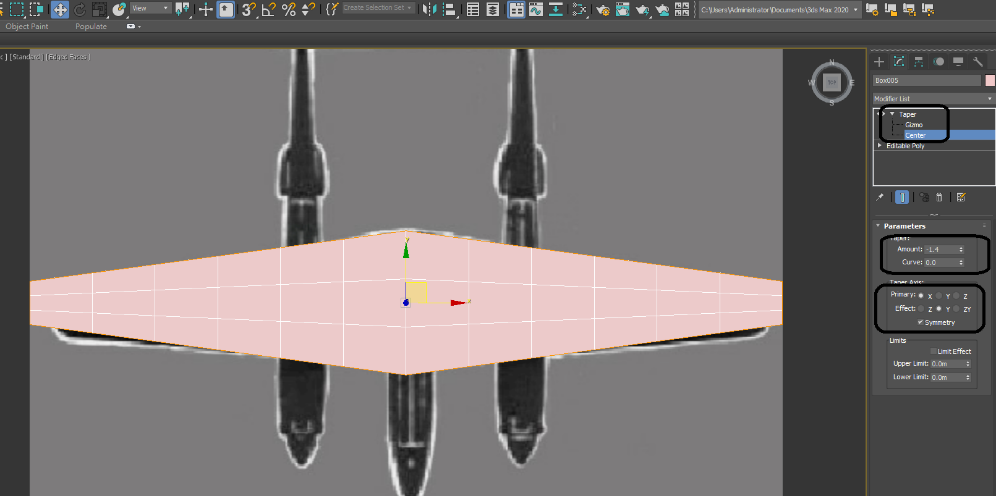 View
Create Selection Set
C:\Users\Administrator\Documents\3ds Max 2020
Object Paint
Populate
] [Standard ] [Edged Faces ]
N
W
E
S
TOP
y
x
Box005
Modifier List
Taper
Gizmo
Center
Editable Poly
Parameters
Taper:
Amount: -1.4
Curve: 0.0
Taper Axis:
Primary: X Y Z
Effect: Z Y ZY
Symmetry
Limits
Limit Effect
Upper Limit: 0.0m
Lower Limit: 0.0m